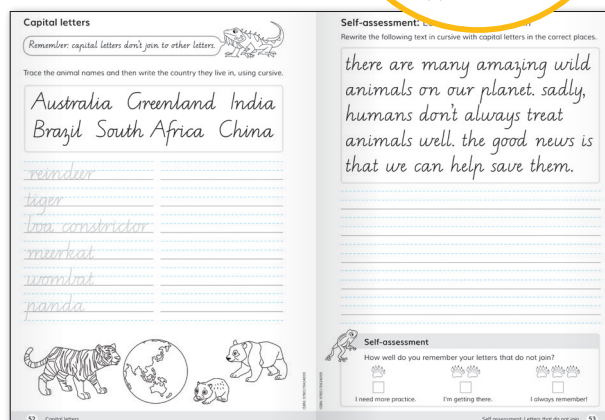 Capital letters
Remember: capital letters don't join to other letters.
Trace the animal names and then write the country they live in, using cursive.
Australia Greenland India
Brazil South Africa China
reindeer
tiger
boa constrictor
meerkat
wombat
panda
52 Capital letters
Self-assessment:
Rewrite the following text in cursive with capital letters in the correct places.
there are many amazing wild
animals on our planet. sadly,
humans don't always treat
animals well. the good news is
that we can help save them.
Self-assessment
How well do you remember your letters that do not join?
I need more practice.
I'm getting there.
I always remember!
Self assessment: Letters that do not join 53